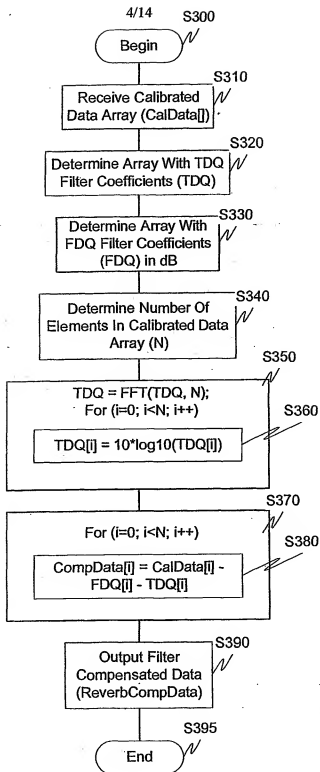 4/14
S300
Begin
S310
Receive Calibrated
Data Array (CalData[])
S320
Determine Array With TDQ
Filter Coefficients (TDQ)
S330
Determine Array With
FDQ Filter Coefficients
(FDQ) in dB
S340
Determine Number Of
Elements In Calibrated Data
Array (N)
S350
TDQ = FFT(TDQ, N);
For (i=0; i<N; i++)
S360
TDQ[i] = 10*log10(TDQ[i])
S370
For (i=0; i<N; i++)
S380
CompData[i] = CalData[i] -
FDQ[i] - TDQ[i]
S390
Output Filter
Compensated Data
(ReverbCompData)
S395
End